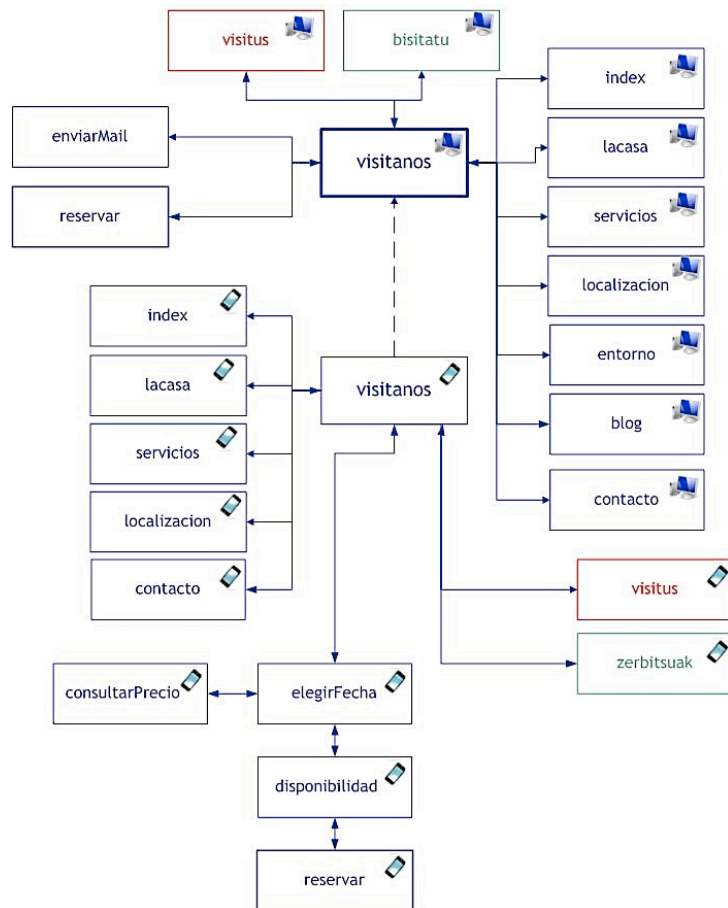 visitus
bisitatu
index
enviarMail
visitanos
lacasa
reservar
servicios
localizacion
index
entorno
lacasa
visitanos
blog
servicios
contacto
localizacion
contacto
visitus
zerbitsuak
consultarPrecio
elegirFecha
disponibilidad
reservar